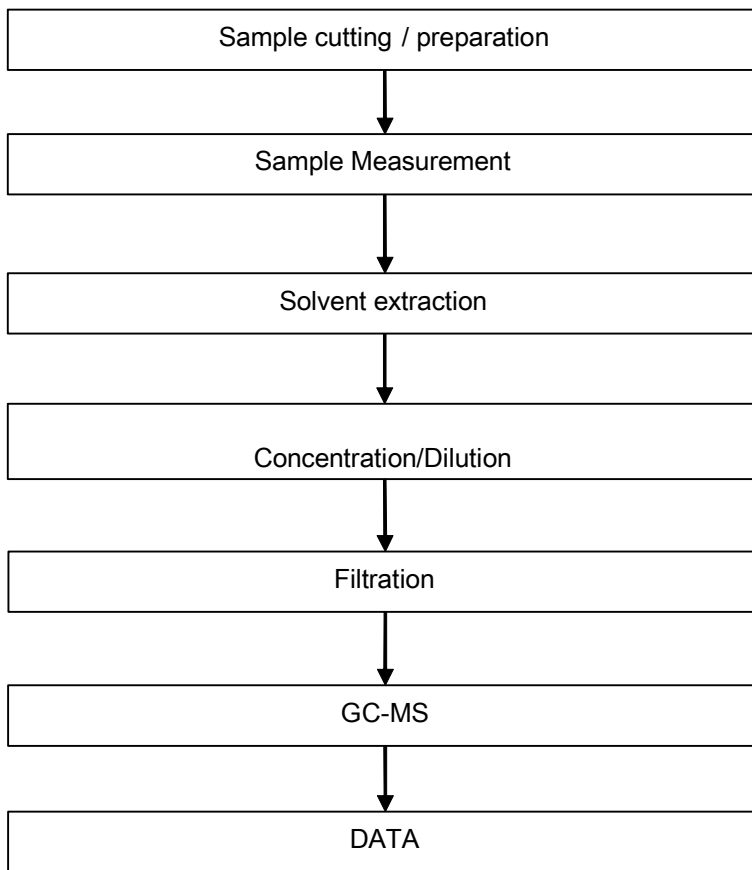 Sample cutting / preparation
Sample Measurement
Solvent extraction
Concentration/Dilution
Filtration
GC-MS
DATA